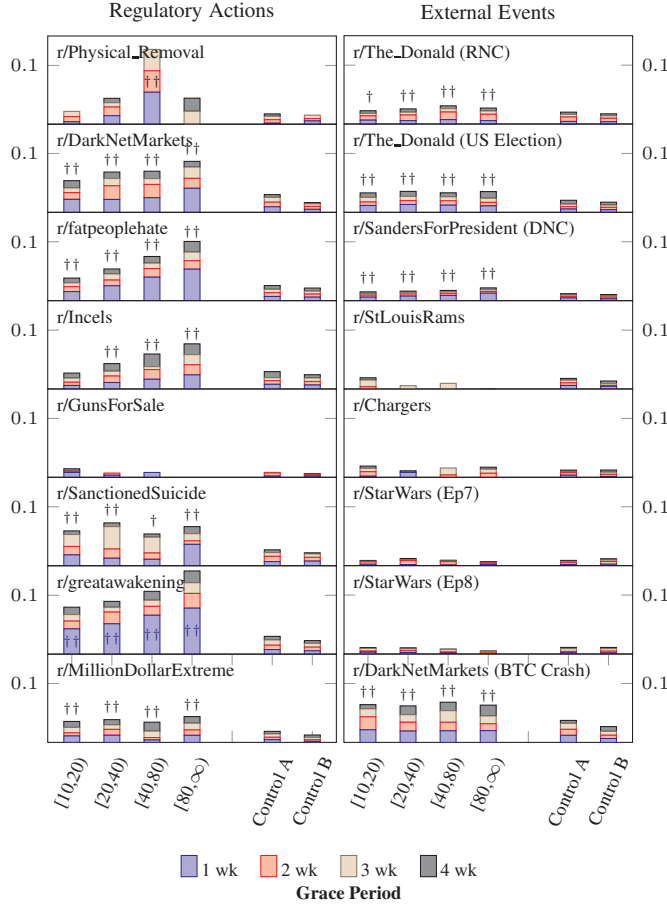 Regulatory Actions
External Events
0.1
r/Physical_Removal
††
r/The_Donald (RNC)
† †† †† ††
0.1
0.1
r/DarkNetMarkets
†† †† †† ††
r/The_Donald (US Election)
†† †† †† ††
0.1
0.1
r/fatpeoplehate
†† †† †† ††
r/SandersForPresident (DNC)
†† †† †† ††
0.1
0.1
r/Incels
†† †† ††
r/StLouisRams
0.1
0.1
r/GunsForSale
r/Chargers
0.1
0.1
r/SanctionedSuicide
†† †† † ††
r/StarWars (Ep7)
0.1
0.1
r/greatawakening
†† †† †† ††
r/StarWars (Ep8)
0.1
0.1
r/MillionDollarExtreme
†† †† †† ††
r/DarkNetMarkets (BTC Crash)
†† †† †† ††
0.1
[10,20) [20,40) [40,80) [80,∞) Control A Control B
[10,20) [20,40) [40,80) [80,∞) Control A Control B
1 wk 2 wk 3 wk 4 wk
Grace Period